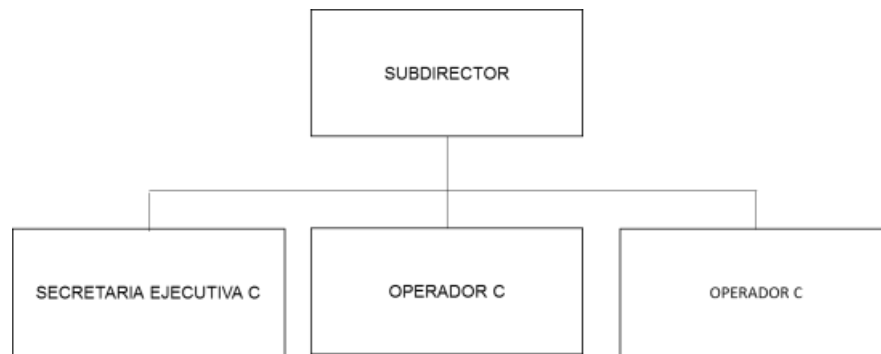 SUBDIRECTOR
SECRETARIA EJECUTIVA C
OPERADOR C
OPERADOR C